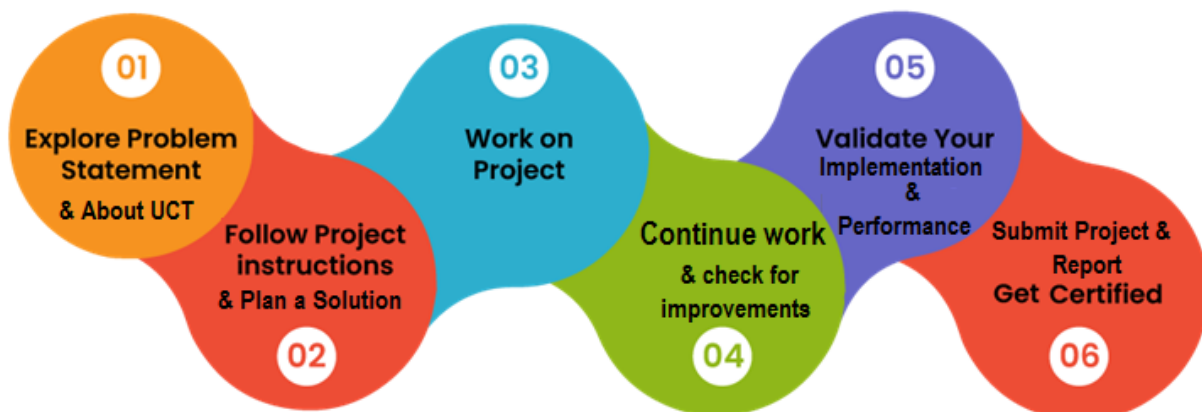 01
Explore Problem
Statement
& About UCT
Follow Project
instructions
& Plan a Solution
02
03
Work on
Project
Continue work
& check for
improvements
04
05
Validate Your
Implementation
&
Performance
Submit Project &
Report
Get Certified
06